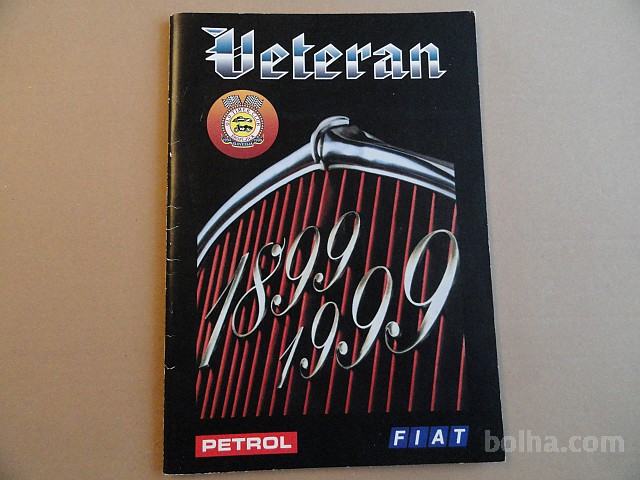 Veteran
1899
1999
PETROL
FIAT
bolha.com